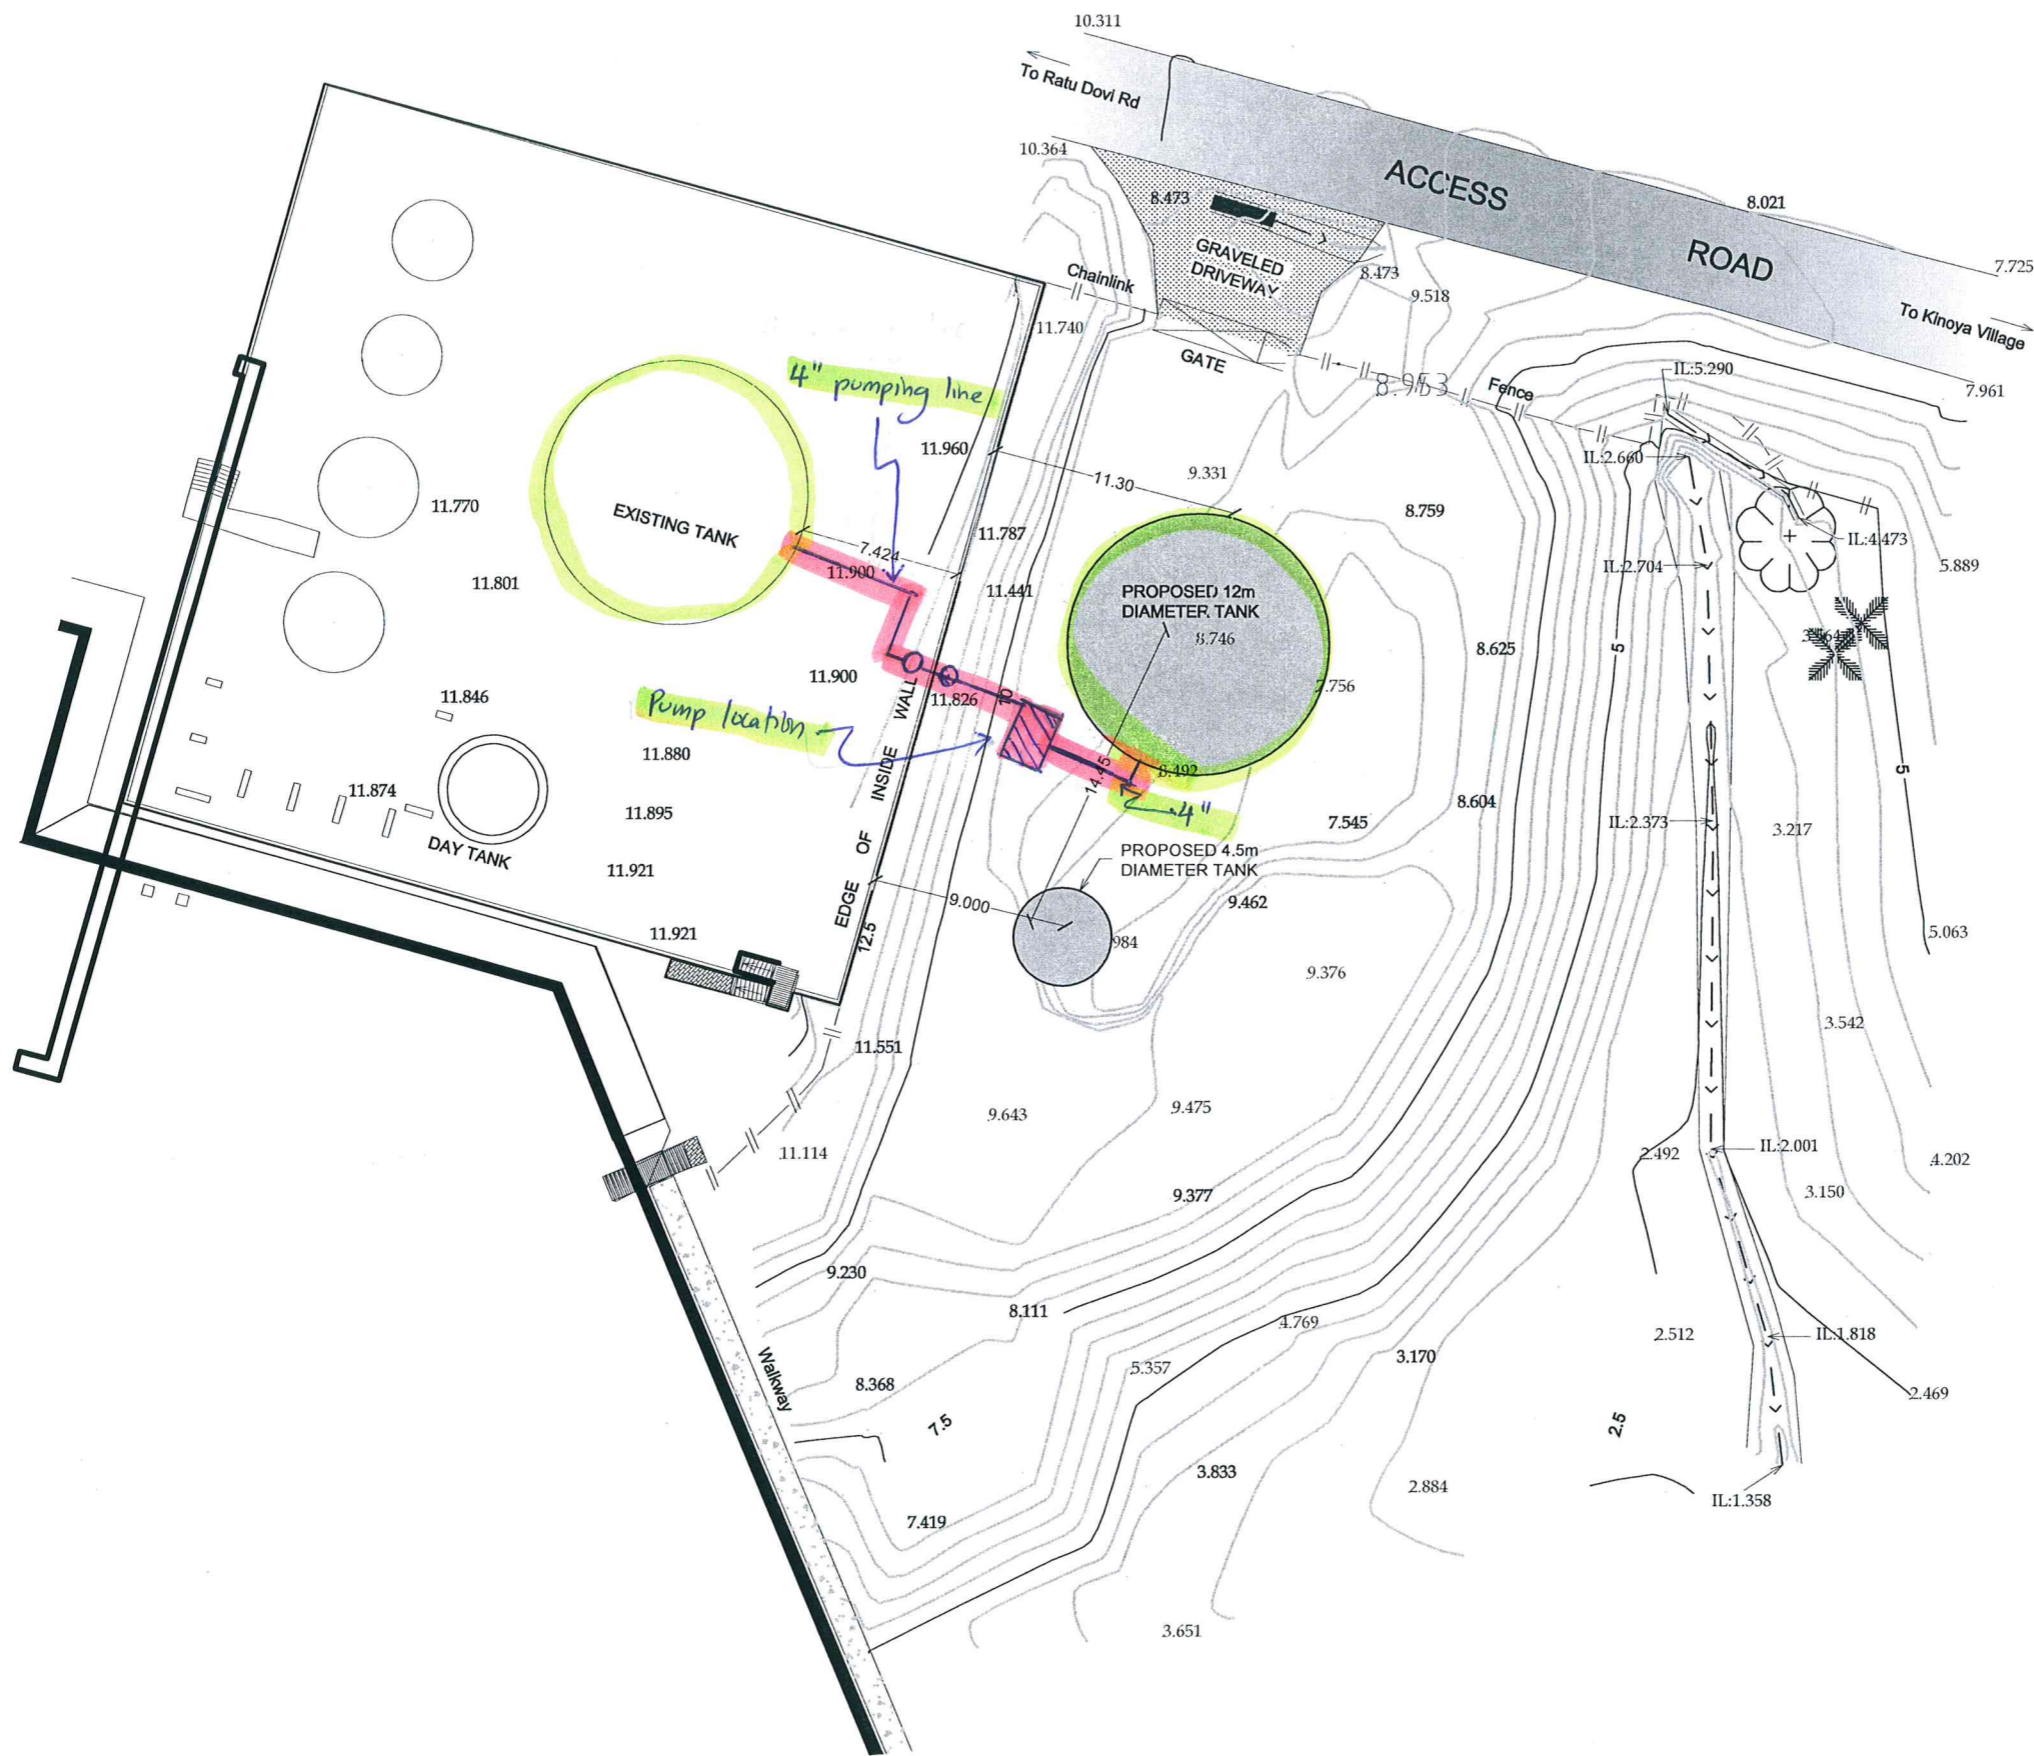 10.311
To Ratu Dovi Rd
10.364
ACCESS
ROAD
8.021
7.725
To Kinoya Village
7.961
8.473
GRAVELED
DRIVEWAY
8.473
9.518
Chainlink
11.740
GATE
8.953
Fence
IL:5.290
IL:2.660
IL:4.473
IL:2.704
5.889
4" pumping line
11.960
11.30
9.331
8.759
11.770
EXISTING TANK
7.424
11.787
11.801
11.900
11.441
PROPOSED 12m
DIAMETER TANK
8.746
8.625
5
11.900
11.846
Pump location
WALL
11.826
10
11.880
INSIDE
8.492
14.45
4"
5
11.874
11.895
DAY TANK
OF
7.545
8.604
IL:2.373
3.217
PROPOSED 4.5m
DIAMETER TANK
11.921
EDGE
9.000
9.462
11.921
12.5
984
9.376
5.063
11.551
3.542
9.643
9.475
11.114
2.492
IL:2.001
4.202
9.377
3.150
9.230
8.111
4.769
2.512
IL:1.818
Walkway
8.368
5.357
3.170
2.469
7.5
2.5
3.833
2.884
IL:1.358
7.419
3.651